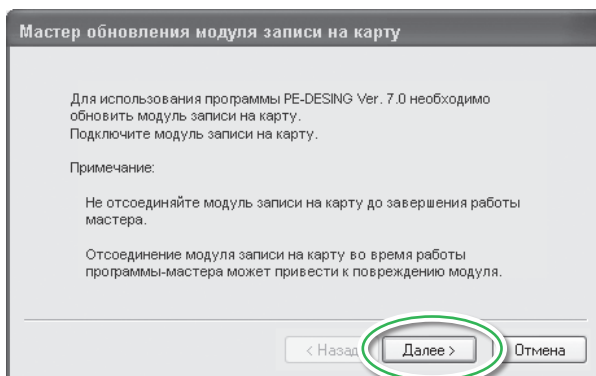 Мастер обновления модуля записи на карту
Для использования программы PE-DESING Ver. 7.0 необходимо
обновить модуль записи на карту.
Подключите модуль записи на карту.
Примечание:
Не отсоединяйте модуль записи на карту до завершения работы
мастера.
Отсоединение модуля записи на карту во время работы
программы-мастера может привести к повреждению модуля.
< Назад Далее > Отмена